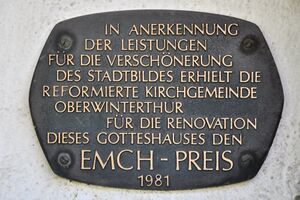 IN ANERKENNUNG
DER LEISTUNGEN
FÜR DIE VERSCHÖNERUNG
DES STADTBILDES ERHIELT DIE
REFORMIERTE KIRCHGEMEINDE
OBERWINTERTHUR
FÜR DIE RENOVATION
DIESES GOTTESHAUSES DEN
EMCH - PREIS
1981